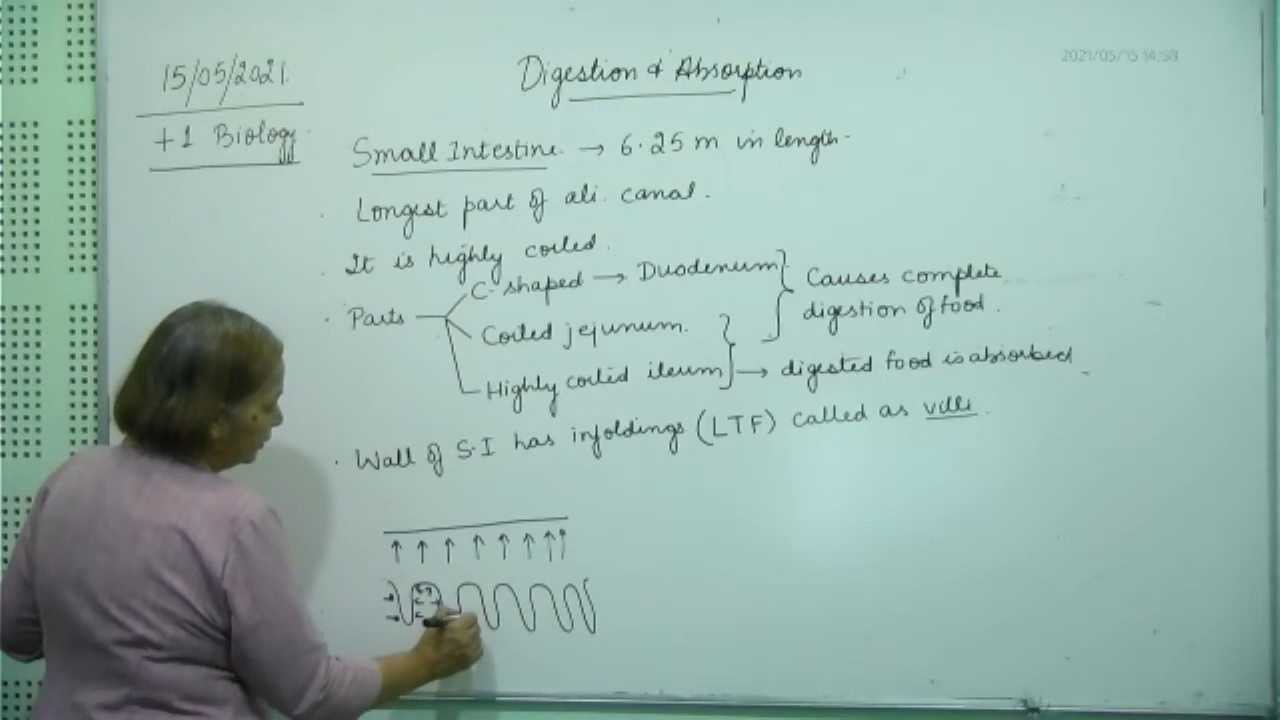 2021/05/15 14:58
15/05/2021
+1 Biology
Digestion & Absorption
Small Intestine → 6.25 m in length.
Longest part of ali. canal.
It is highly coiled.
Parts
C-shaped → Duodenum
Coiled jejunum.
Highly coiled ileum
Causes complete
digestion of food.
→ digested food is absorbed
Wall of S.I has infoldings (LTF) called as villi.